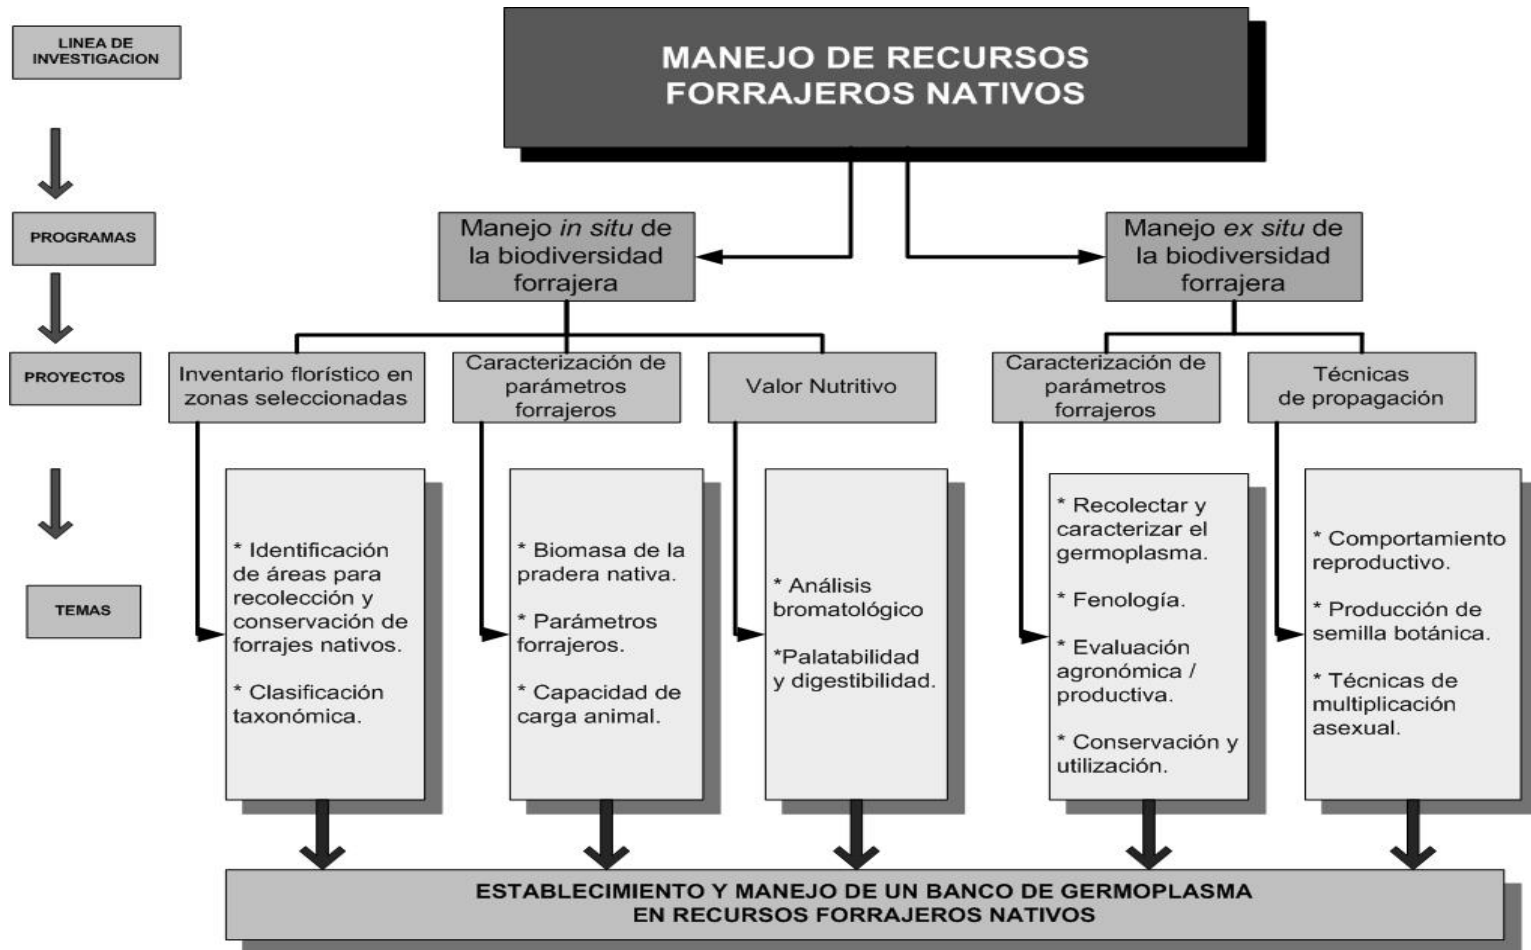 LINEA DE
INVESTIGACION
MANEJO DE RECURSOS
FORRAJEROS NATIVOS
PROGRAMAS
Manejo in situ de
la biodiversidad
forrajera
Manejo ex situ de
la biodiversidad
forrajera
PROYECTOS
Inventario florístico en
zonas seleccionadas
Caracterización de
parámetros
forrajeros
Valor Nutritivo
Caracterización de
parámetros
forrajeros
Técnicas
de propagación
TEMAS
* Identificación
de áreas para
recolección y
conservación de
forrajes nativos.
* Clasificación
taxonómica.
* Biomasa de la
pradera nativa.
* Parámetros
forrajeros.
* Capacidad de
carga animal.
* Análisis
bromatológico
*Palatabilidad
y digestibilidad.
* Recolectar y
caracterizar el
germoplasma.
* Fenología.
* Evaluación
agronómica /
productiva.
* Conservación y
utilización.
* Comportamiento
reproductivo.
* Producción de
semilla botánica.
* Técnicas de
multiplicación
asexual.
ESTABLECIMIENTO Y MANEJO DE UN BANCO DE GERMOPLASMA
EN RECURSOS FORRAJEROS NATIVOS